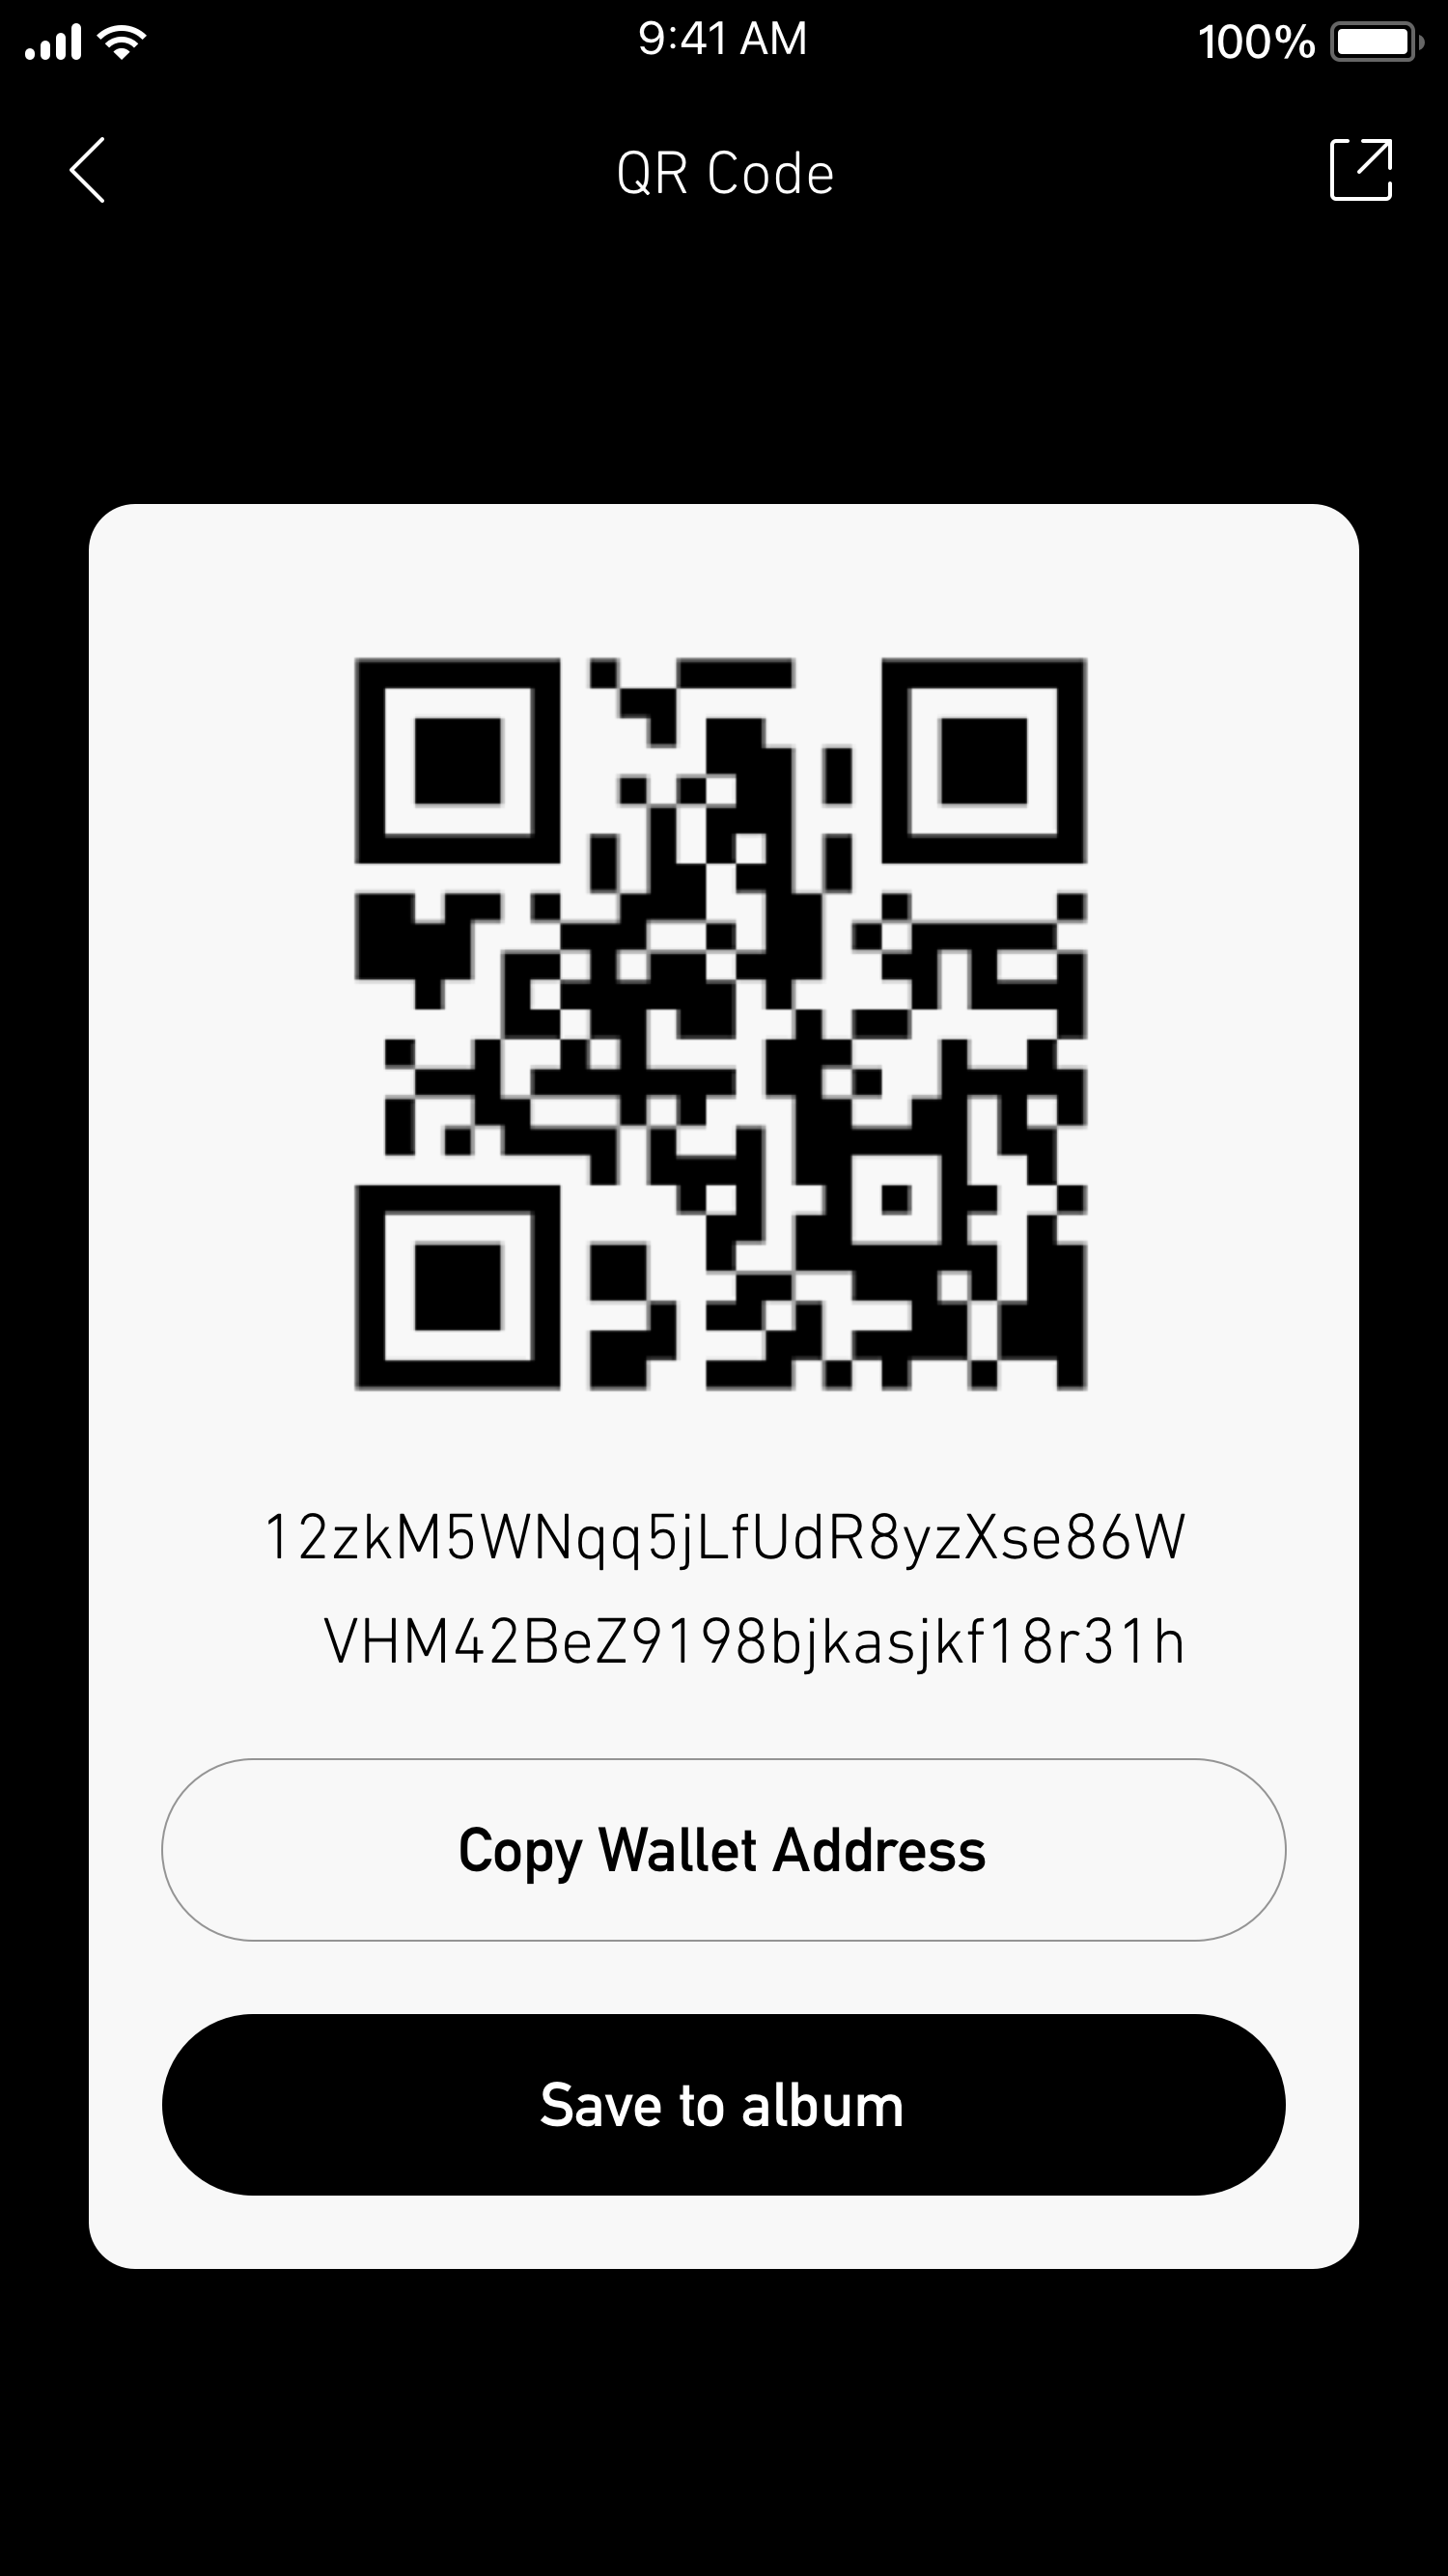 9:41 AM
100%
QR Code
12zkM5WNqq5jLfUdR8yzXse86W
VHM42BeZ9198bjkasjkf18r31h
Copy Wallet Address
Save to album